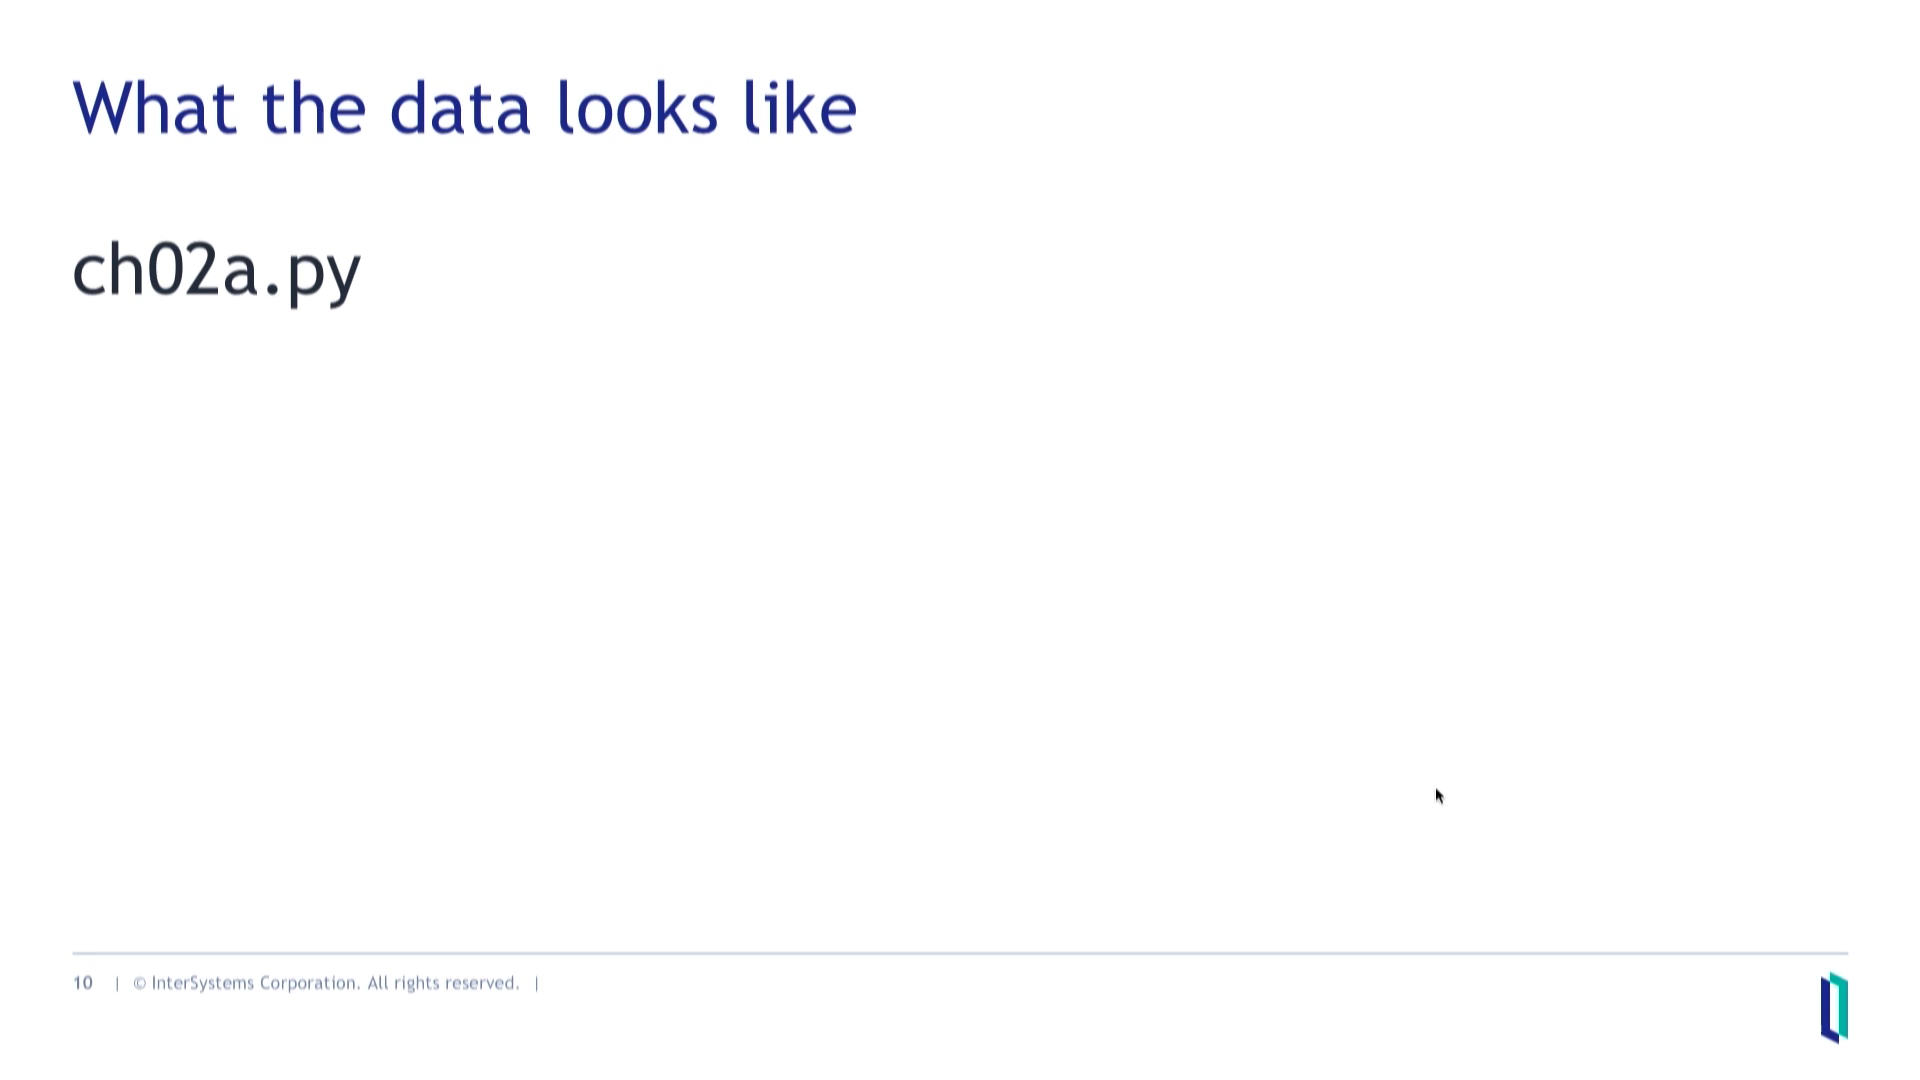 What the data looks like
ch02a.py
10 | © InterSystems Corporation. All rights reserved. |